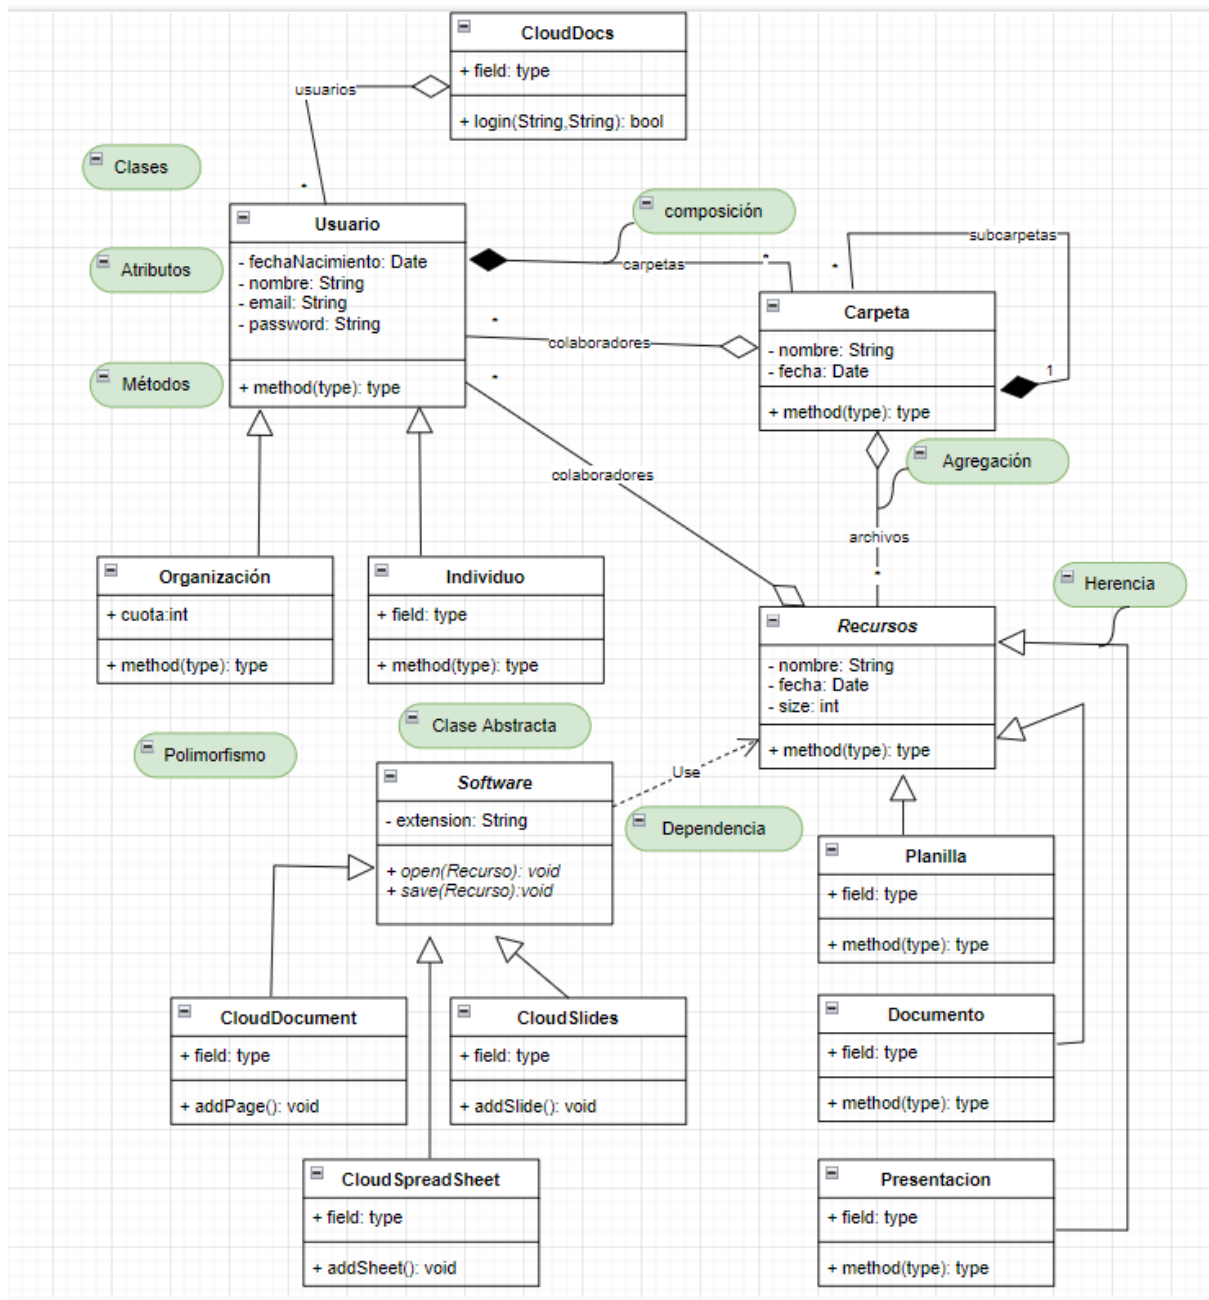 CloudDocs
+ field: type
+ login(String,String): bool
usuarios
*
Clases
Usuario
- fechaNacimiento: Date
- nombre: String
- email: String
- password: String
+ method(type): type
Atributos
Métodos
composición
carpetas
*
subcarpetas
*
1
Carpeta
- nombre: String
- fecha: Date
+ method(type): type
*
colaboradores
*
colaboradores
Agregación
archivos
*
Organización
+ cuota:int
+ method(type): type
Individuo
+ field: type
+ method(type): type
Herencia
Recursos
- nombre: String
- fecha: Date
- size: int
+ method(type): type
Clase Abstracta
Polimorfismo
Software
- extension: String
+ open(Recurso): void
+ save(Recurso):void
Use
Dependencia
Planilla
+ field: type
+ method(type): type
CloudDocument
+ field: type
+ addPage(): void
CloudSlides
+ field: type
+ addSlide(): void
Documento
+ field: type
+ method(type): type
CloudSpreadSheet
+ field: type
+ addSheet(): void
Presentacion
+ field: type
+ method(type): type